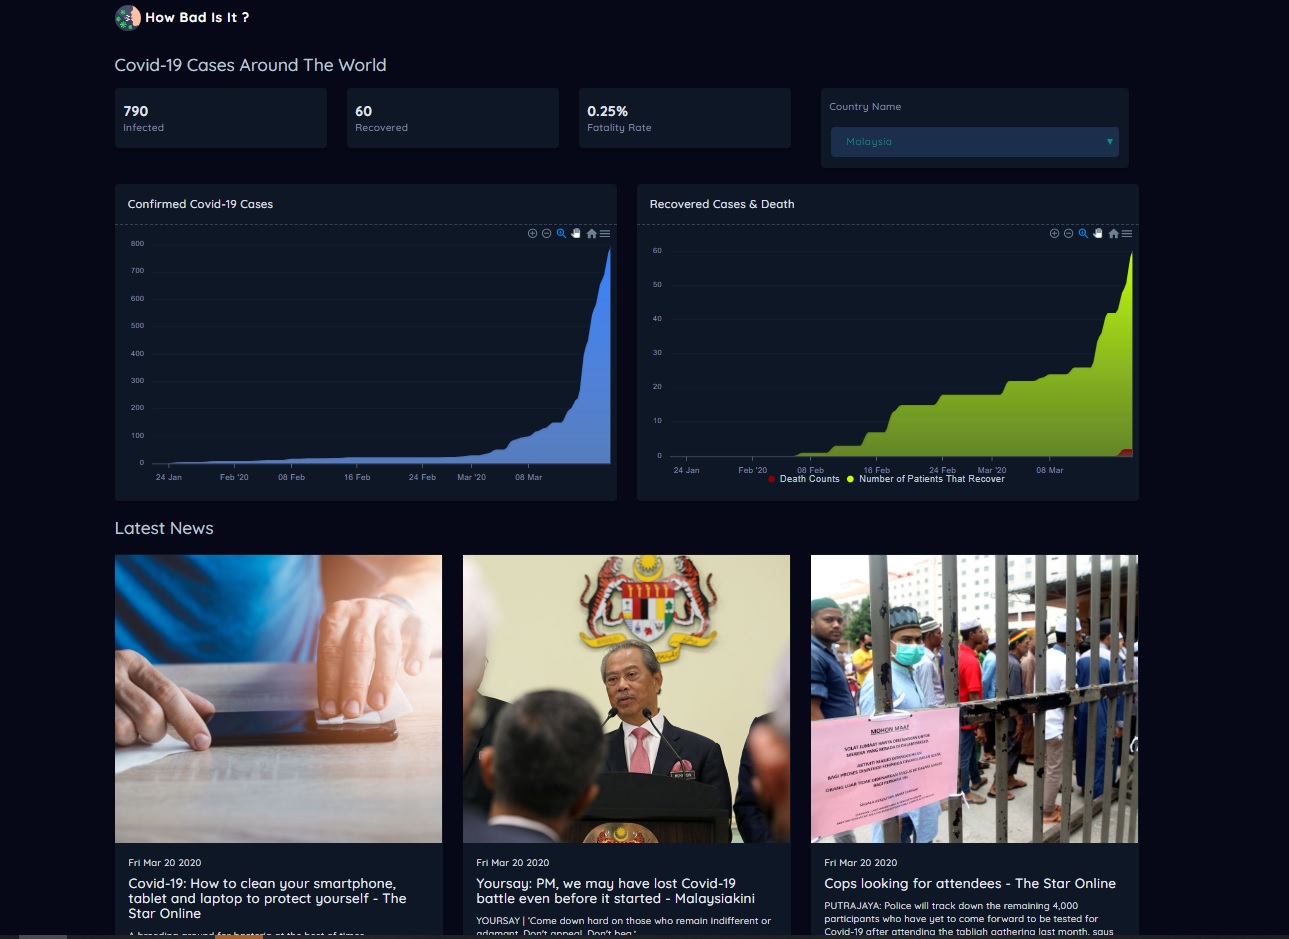 How Bad Is It ?
Covid-19 Cases Around The World
790
Infected
60
Recovered
0.25%
Fatality Rate
Country Name
Malaysia
Confirmed Covid-19 Cases
800
700
600
500
400
300
200
100
0
24 Jan Feb '20 08 Feb 16 Feb 24 Feb Mar '20 08 Mar
Recovered Cases & Death
60
50
40
30
20
10
0
24 Jan Feb '20 08 Feb 16 Feb 24 Feb Mar '20 08 Mar
Death Counts Number of Patients That Recover
Latest News
MOHON MAAF
Fri Mar 20 2020
Covid-19: How to clean your smartphone,
tablet and laptop to protect yourself - The
Star Online
A breeding ground for bacteria at the best of times,
Fri Mar 20 2020
Yoursay: PM, we may have lost Covid-19
battle even before it started - Malaysiakini
YOURSAY | 'Come down hard on those who remain indifferent or
adamant. Don't appeal. Don't beg.'
Fri Mar 20 2020
Cops looking for attendees - The Star Online
PUTRAJAYA: Police will track down the remaining 4,000
participants who have yet to come forward to be tested for
Covid-19 after attending the tabligh gathering last month, says